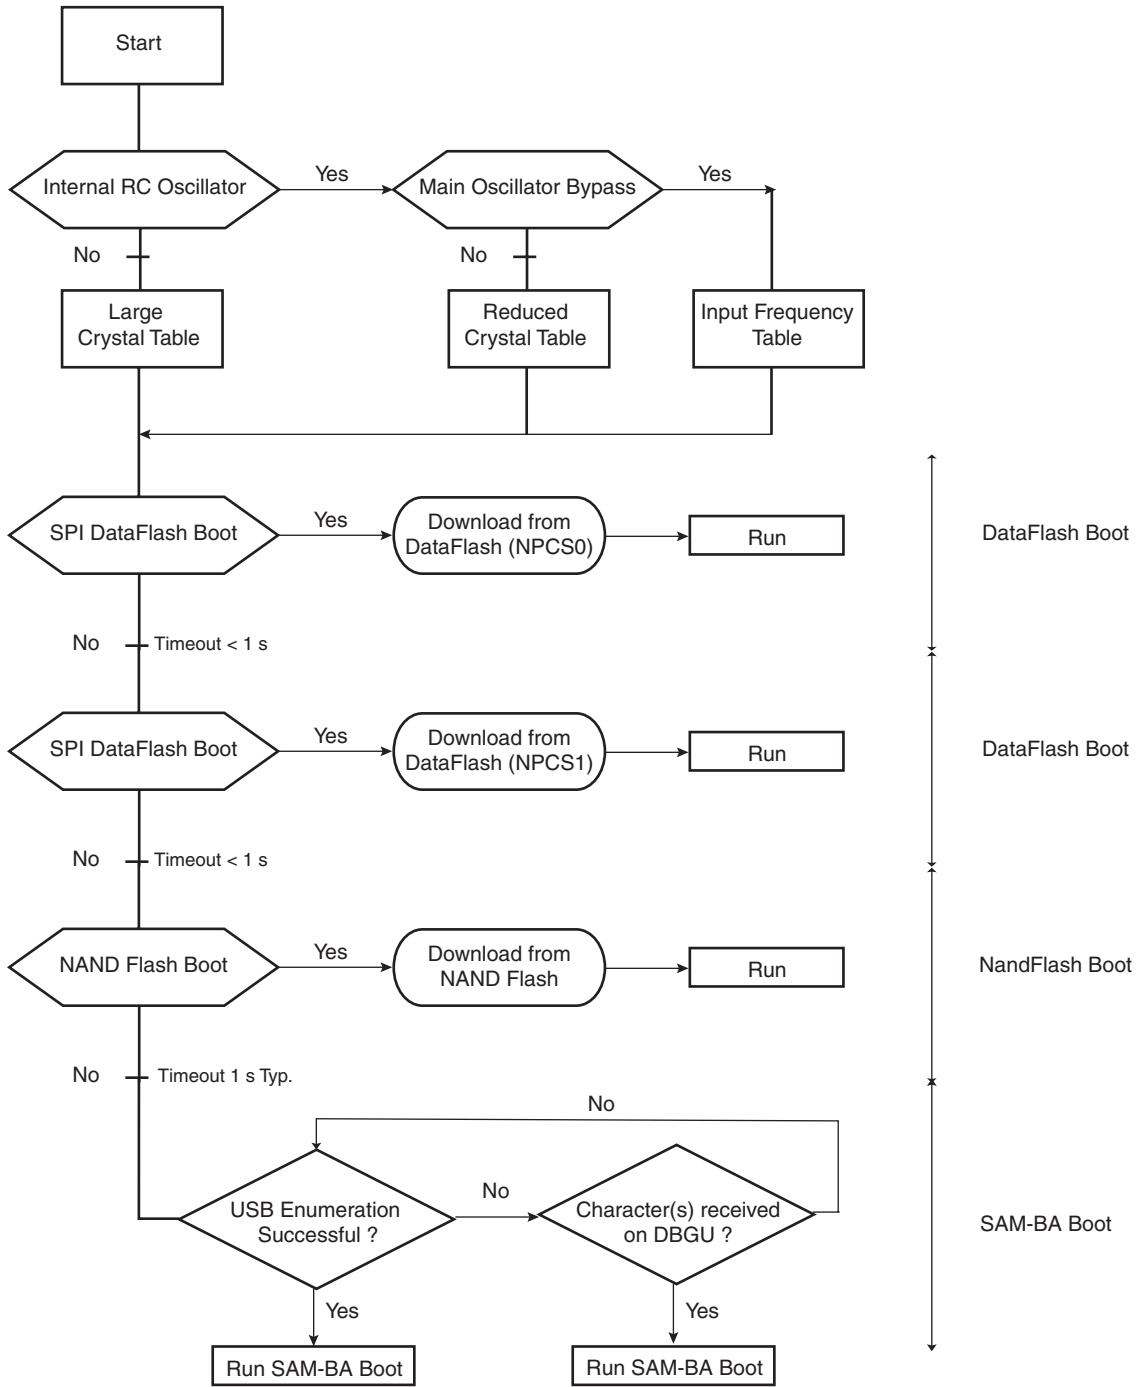 Start
Internal RC Oscillator
Yes
Main Oscillator Bypass
Yes
No
No
Large
Crystal Table
Reduced
Crystal Table
Input Frequency
Table
SPI DataFlash Boot
Yes
Download from
DataFlash (NPCS0)
Run
DataFlash Boot
No
Timeout < 1 s
SPI DataFlash Boot
Yes
Download from
DataFlash (NPCS1)
Run
DataFlash Boot
No
Timeout < 1 s
NAND Flash Boot
Yes
Download from
NAND Flash
Run
NandFlash Boot
No
Timeout 1 s Typ.
No
USB Enumeration
Successful ?
No
Character(s) received
on DBGU ?
SAM-BA Boot
Yes
Yes
Run SAM-BA Boot
Run SAM-BA Boot